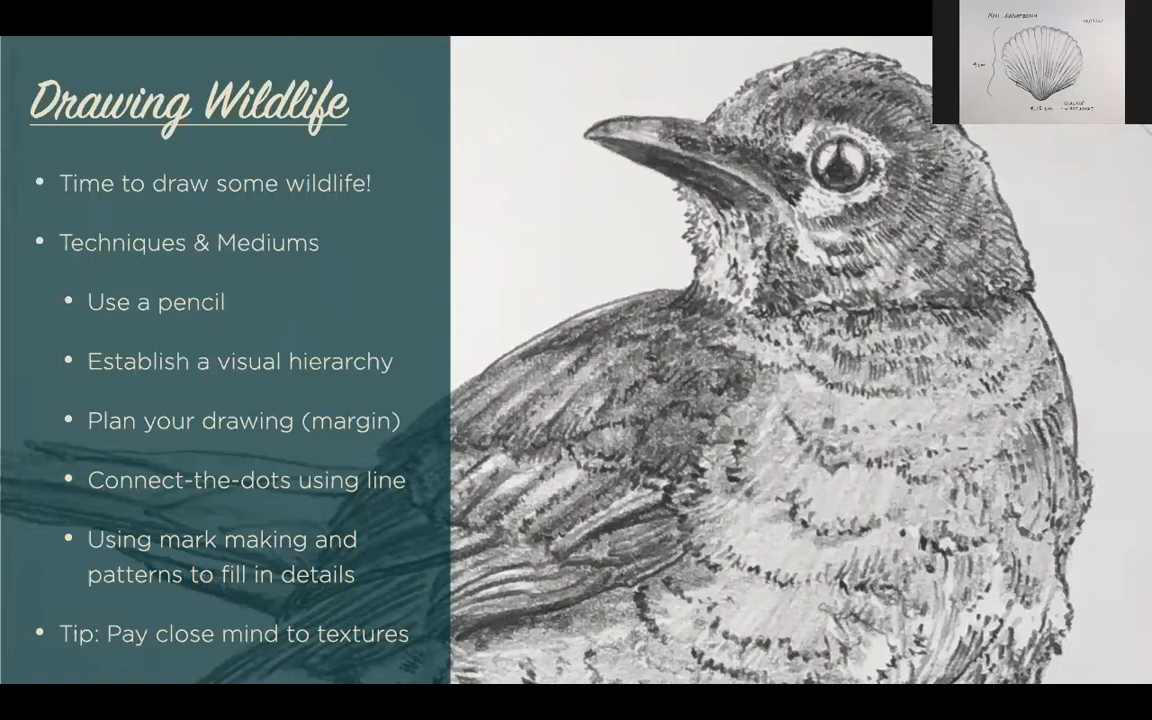 Drawing Wildlife
• Time to draw some wildlife!
• Techniques & Mediums
• Use a pencil
• Establish a visual hierarchy
• Plan your drawing (margin)
• Connect-the-dots using line
• Using mark making and
patterns to fill in details
• Tip: Pay close mind to textures